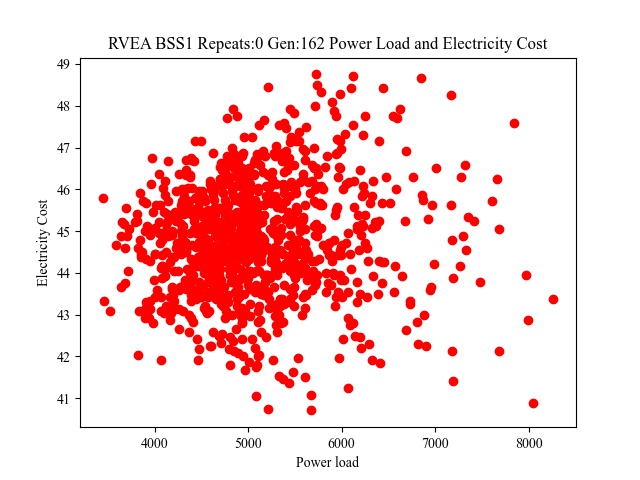 RVEA BSS1 Repeats:0 Gen:162 Power Load and Electricity Cost
49
48
47
46
45
44
43
42
41
Electricity Cost
4000 5000 6000 7000 8000
Power load